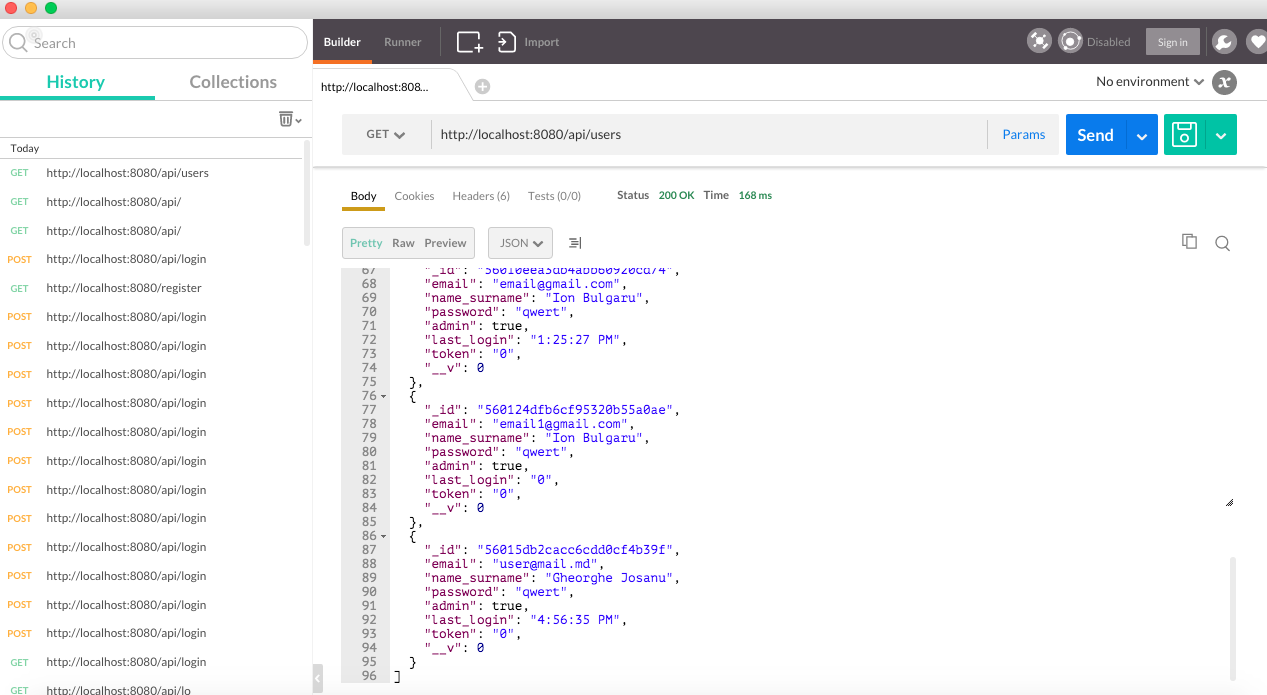 Search
History Collections
Today
GET http://localhost:8080/api/users
GET http://localhost:8080/api/
GET http://localhost:8080/api/
POST http://localhost:8080/api/login
GET http://localhost:8080/register
POST http://localhost:8080/api/login
POST http://localhost:8080/api/login
POST http://localhost:8080/api/login
POST http://localhost:8080/api/login
POST http://localhost:8080/api/login
POST http://localhost:8080/api/login
POST http://localhost:8080/api/login
POST http://localhost:8080/api/login
POST http://localhost:8080/api/login
POST http://localhost:8080/api/login
POST http://localhost:8080/api/login
POST http://localhost:8080/api/login
GET http://localhost:8080/api/login
GET http://localhost:8080/api/lo
Builder Runner Import Disabled Sign in
http://localhost:808... No environment x
GET http://localhost:8080/api/users Params Send
Body Cookies Headers (6) Tests (0/0) Status 200 OK Time 168 ms
Pretty Raw Preview JSON
67 "_id": "56010eea3db4abb60920cd74",
68 "email": "email@gmail.com",
69 "name_surname": "Ion Bulgaru",
70 "password": "qwert",
71 "admin": true,
72 "last_login": "1:25:27 PM",
73 "token": "0",
74 "__v": 0
75 },
76 {
77 "_id": "560124dfb6cf95320b55a0ae",
78 "email": "email1@gmail.com",
79 "name_surname": "Ion Bulgaru",
80 "password": "qwert",
81 "admin": true,
82 "last_login": "0",
83 "token": "0",
84 "__v": 0
85 },
86 {
87 "_id": "56015db2cacc6cdd0cf4b39f",
88 "email": "user@mail.md",
89 "name_surname": "Gheorghe Josanu",
90 "password": "qwert",
91 "admin": true,
92 "last_login": "4:56:35 PM",
93 "token": "0",
94 "__v": 0
95 }
96 ]